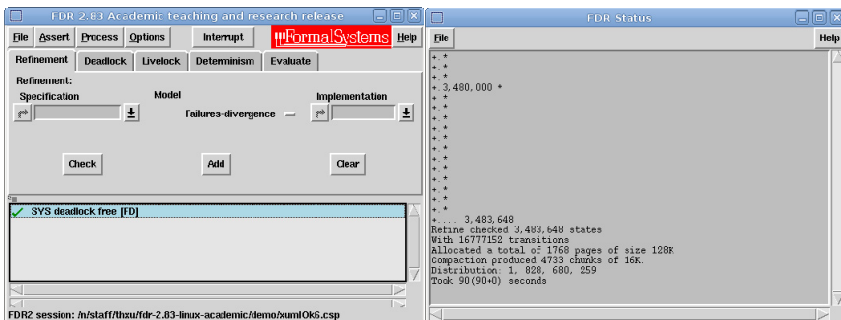 FDR 2.83 Academic teaching and research release
File Assert Process Options Interrupt FormalSystems Help
Refinement Deadlock Livelock Determinism Evaluate
Refinement:
Specification Model Implementation
Failures-divergence
Check Add Clear
SYS deadlock free [FD]
FDR2 session: /n/staff/thxu/fdr-2.83-linux-academic/demo/xumlOk6.csp
FDR Status
File Help
+.*
+.*
+.*
+.3,480,000 *
+.*
+.*
+.*
+.*
+.*
+.*
+.*
+.*
+.*
+.*
+.... 3,483,648
Refine checked 3,483,648 states
With 16777152 transitions
Allocated a total of 1768 pages of size 128K
Compaction produced 4733 chunks of 16K.
Distribution: 1, 828, 680, 259
Took 90(90+0) seconds